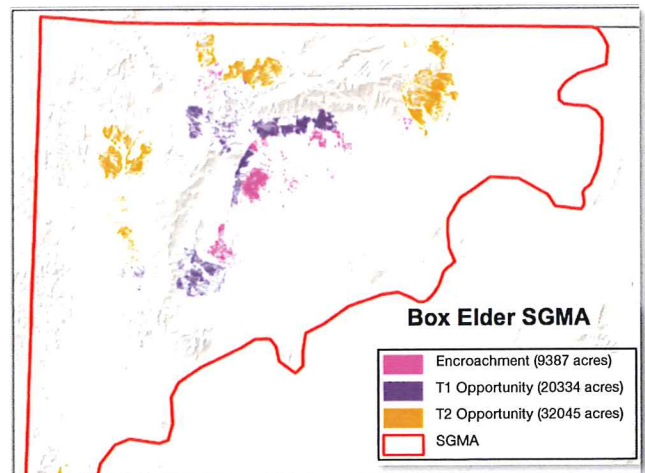 Box Elder SGMA
Encroachment (9387 acres)
T1 Opportunity (20334 acres)
T2 Opportunity (32045 acres)
SGMA